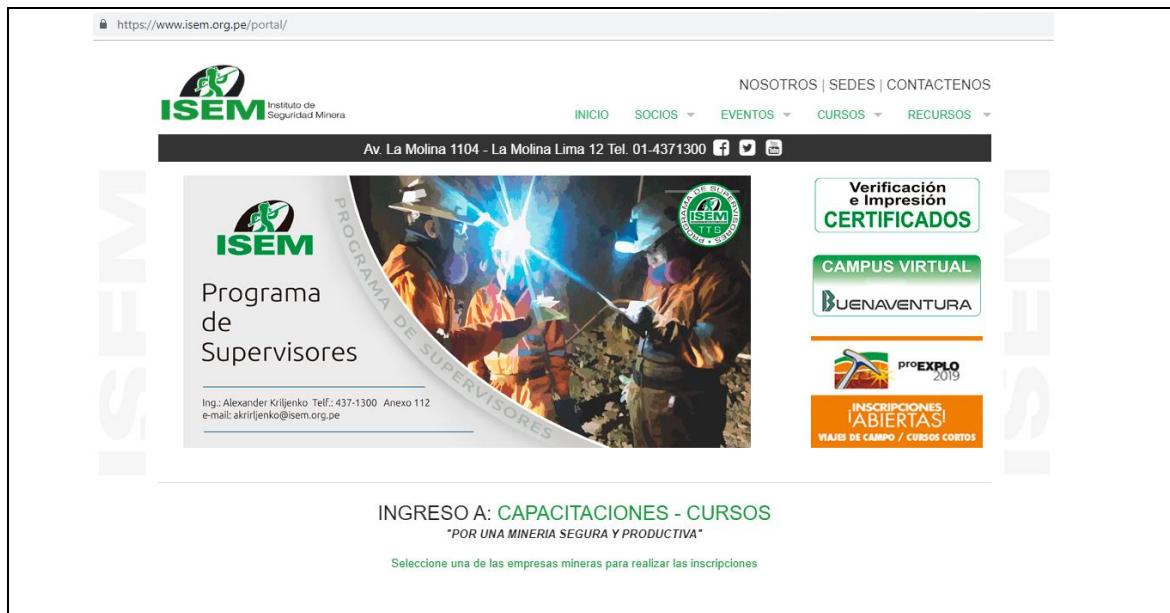 https://www.isem.org.pe/portal/
ISEM
Instituto de
Seguridad Minera
NOSOTROS | SEDES | CONTACTENOS
INICIO SOCIOS EVENTOS CURSOS RECURSOS
Av. La Molina 1104 - La Molina Lima 12 Tel. 01-4371300
ISEM
ISEM
Programa
de
Supervisores
Ing.: Alexander Kriljenko Telf.: 437-1300 Anexo 112
e-mail: akrirljenko@isem.org.pe
PROGRAMA DE SUPERVISORES
PROGRAMA DE SUPERVISORES
ISEM
TTS
Verificación
e Impresión
CERTIFICADOS
CAMPUS VIRTUAL
BUENAVENTURA
proEXPLO
2019
INSCRIPCIONES
¡ABIERTAS!
VIAJES DE CAMPO / CURSOS CORTOS
ISEM
INGRESO A: CAPACITACIONES - CURSOS
"POR UNA MINERIA SEGURA Y PRODUCTIVA"
Seleccione una de las empresas mineras para realizar las inscripciones